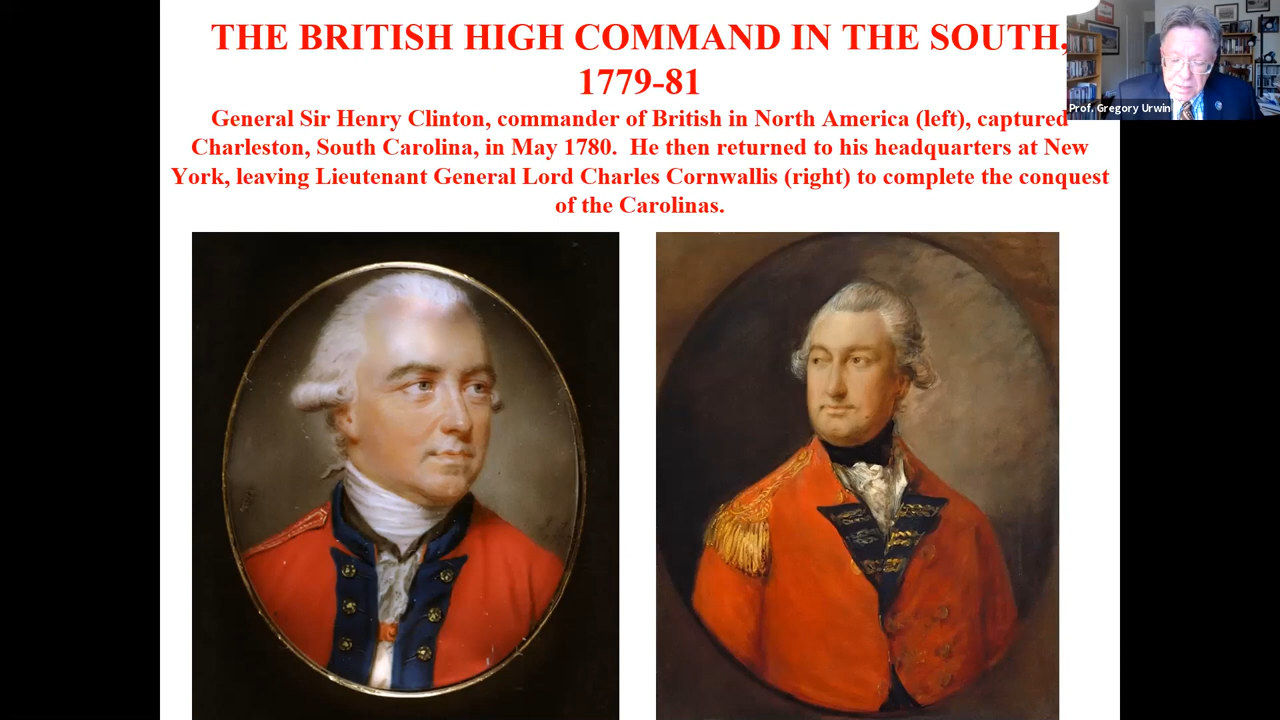 THE BRITISH HIGH COMMAND IN THE SOUTH,
1779-81
General Sir Henry Clinton, commander of British in North America (left), captured
Charleston, South Carolina, in May 1780.  He then returned to his headquarters at New
York, leaving Lieutenant General Lord Charles Cornwallis (right) to complete the conquest
of the Carolinas.
Prof. Gregory Urwin